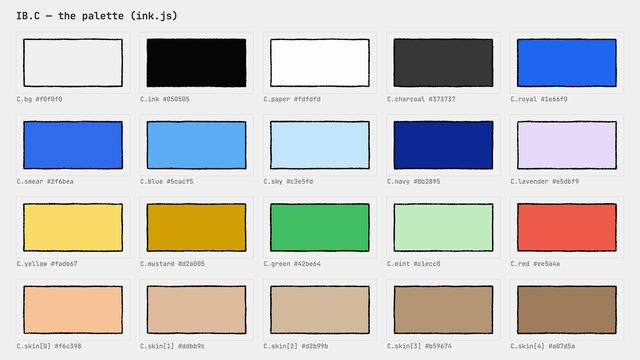 IB.C — the palette (ink.js)
C.bg #f0f0f0
C.ink #050505
C.paper #fdfdfd
C.charcoal #373737
C.royal #1e66f0
C.smear #2f6bea
C.blue #5cacf5
C.sky #c3e5fd
C.navy #0b2895
C.lavender #e5dbf9
C.yellow #fadb67
C.mustard #d2a005
C.green #42be64
C.mint #c1ecc0
C.red #ee5a4a
C.skin[0] #f6c398
C.skin[1] #ddbb9c
C.skin[2] #d2b99b
C.skin[3] #b59674
C.skin[4] #a07d5a